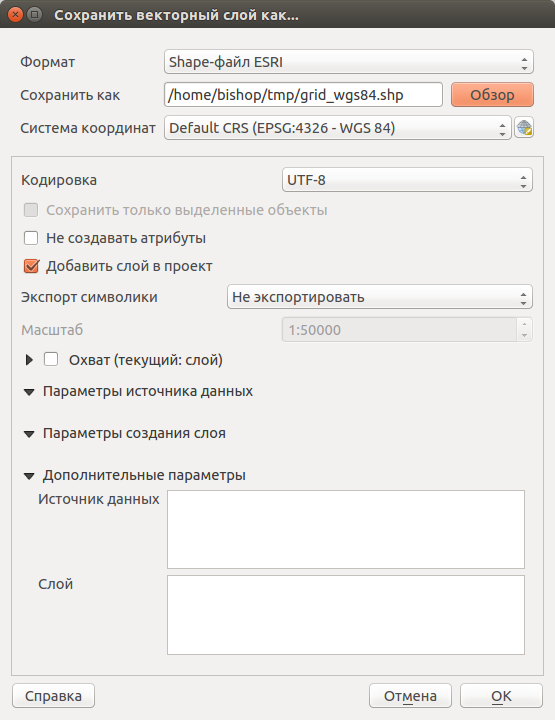 Сохранить векторный слой как...
Формат Shape-файл ESRI
Сохранить как /home/bishop/tmp/grid_wgs84.shp Обзор
Система координат Default CRS (EPSG:4326 - WGS 84)
Кодировка UTF-8
Сохранить только выделенные объекты
Не создавать атрибуты
Добавить слой в проект
Экспорт символики Не экспортировать
Масштаб 1:50000
Охват (текущий: слой)
Параметры источника данных
Параметры создания слоя
Дополнительные параметры
Источник данных
Слой
Справка Отмена OK